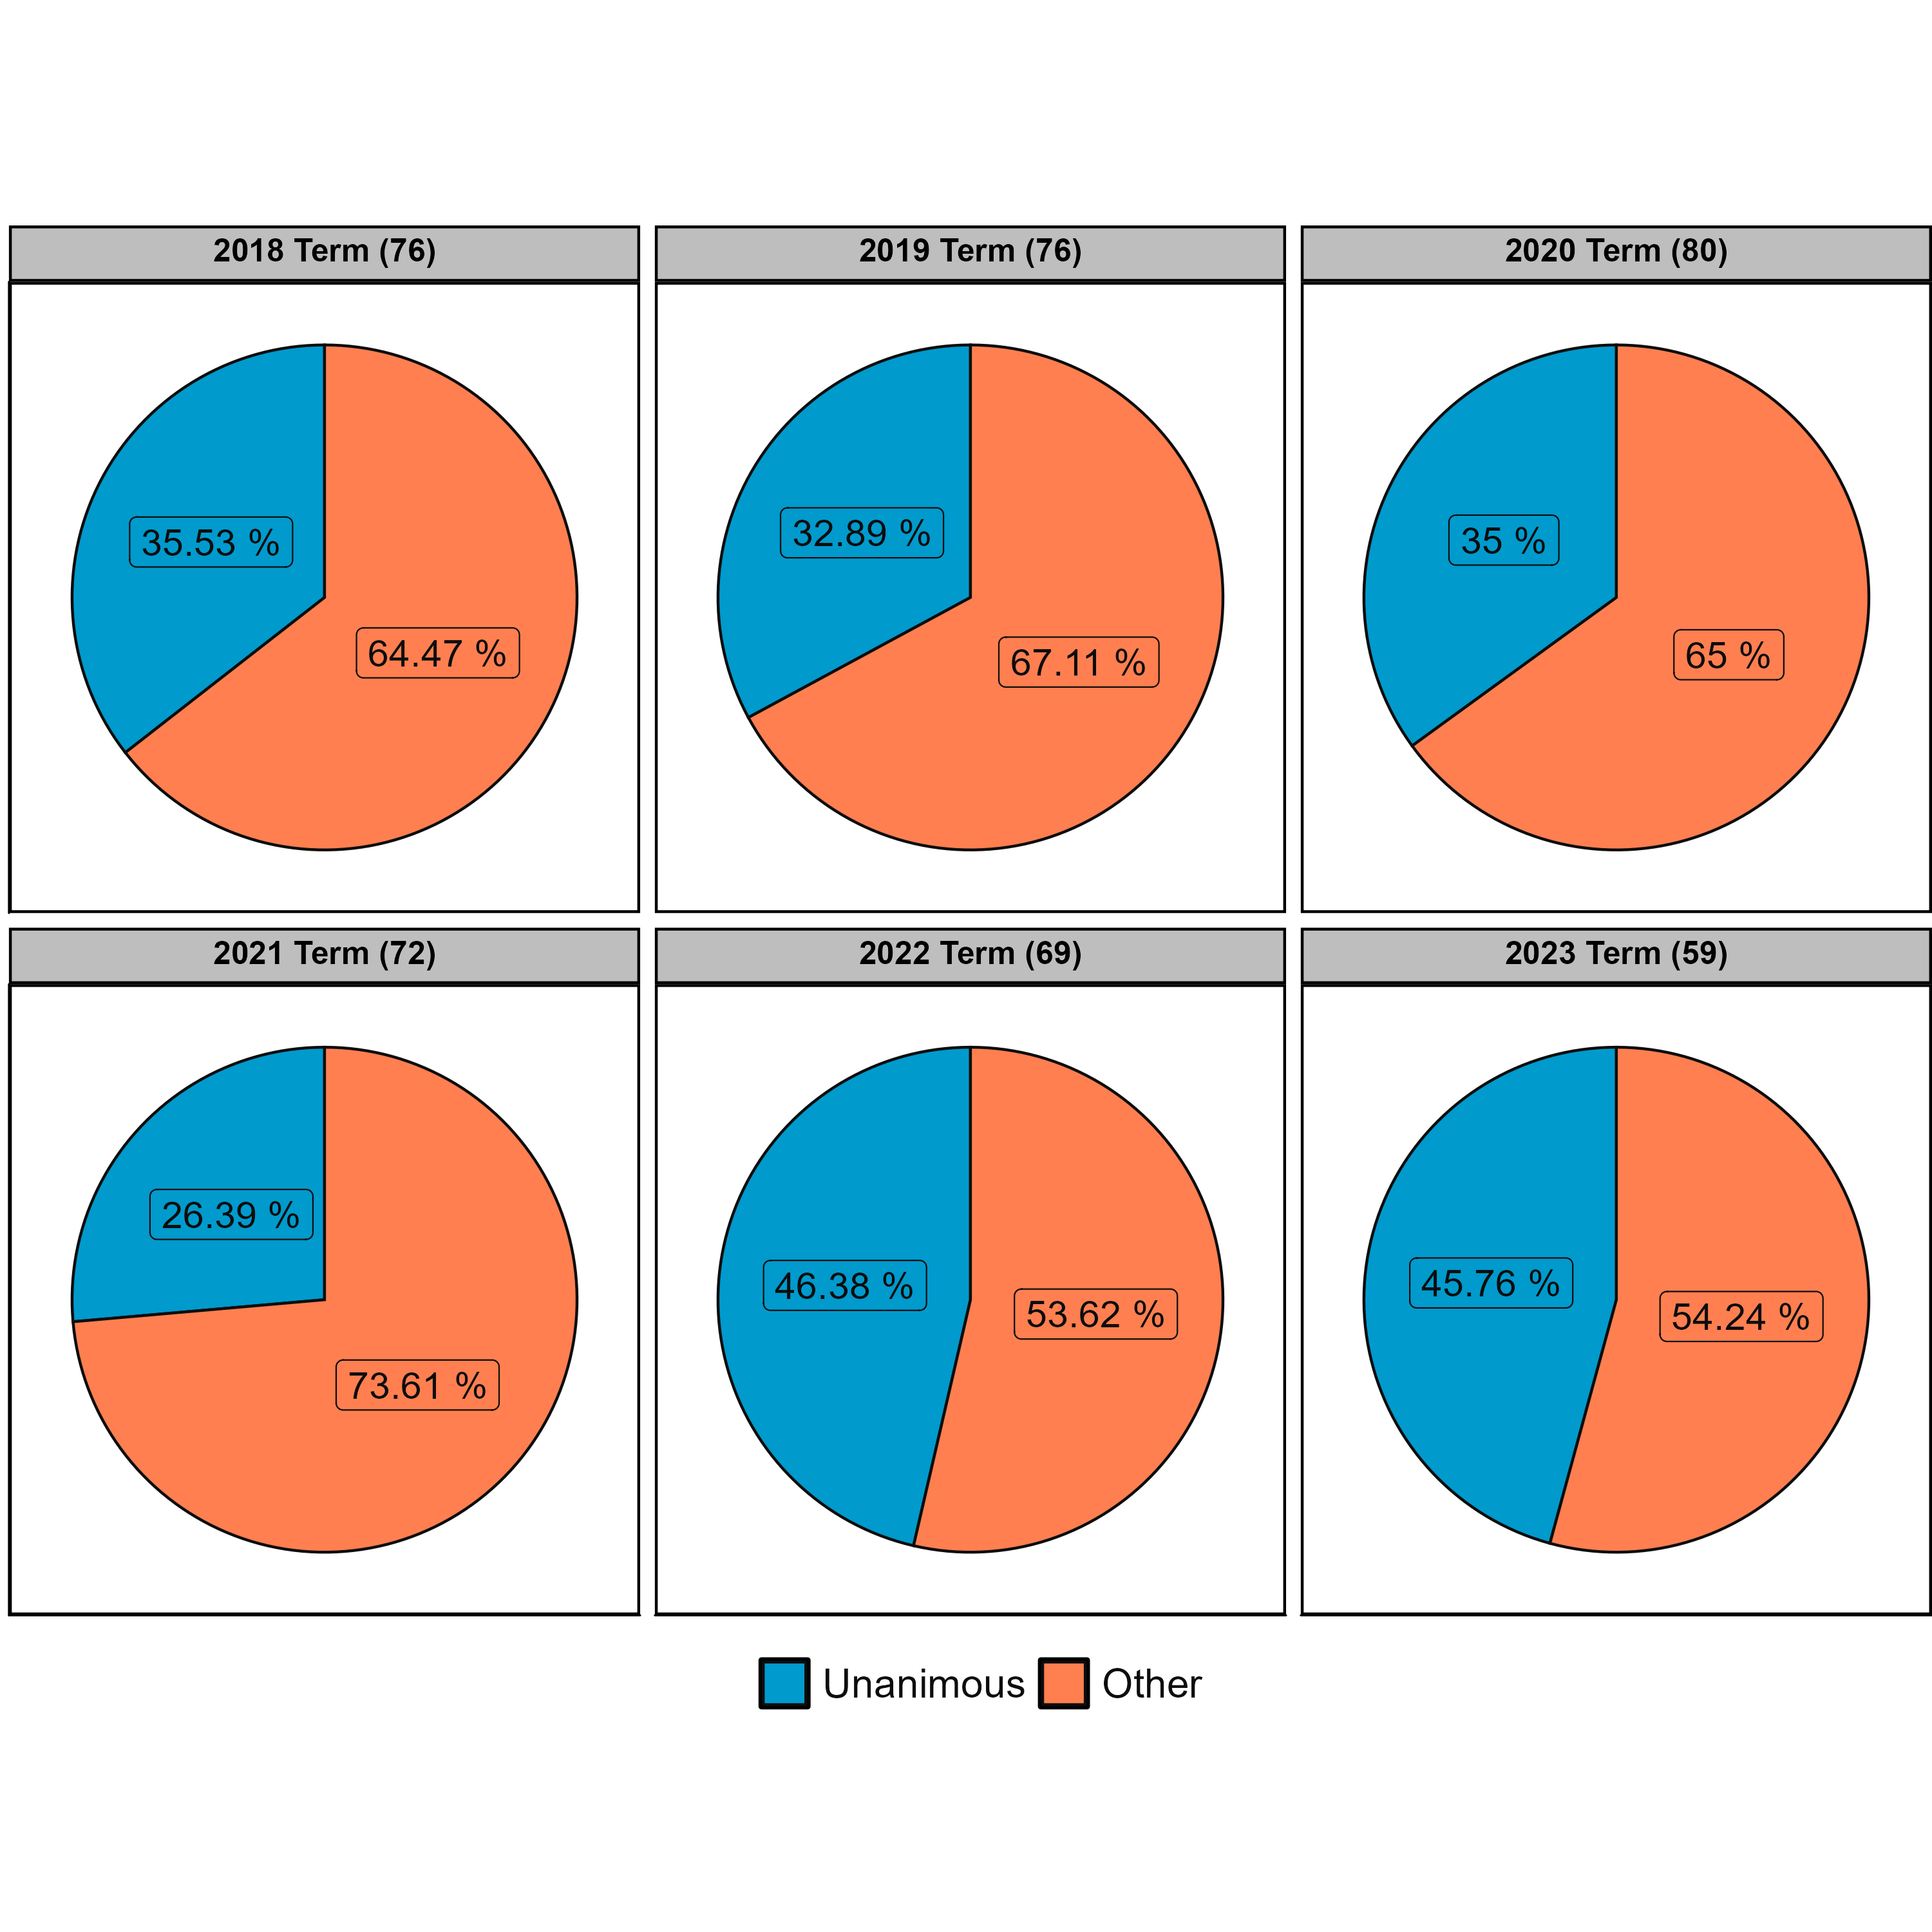 2018 Term (76)
2019 Term (76)
2020 Term (80)
35.53 %
64.47 %
32.89 %
67.11 %
35 %
65 %
2021 Term (72)
2022 Term (69)
2023 Term (59)
26.39 %
73.61 %
46.38 %
53.62 %
45.76 %
54.24 %
Unanimous
Other